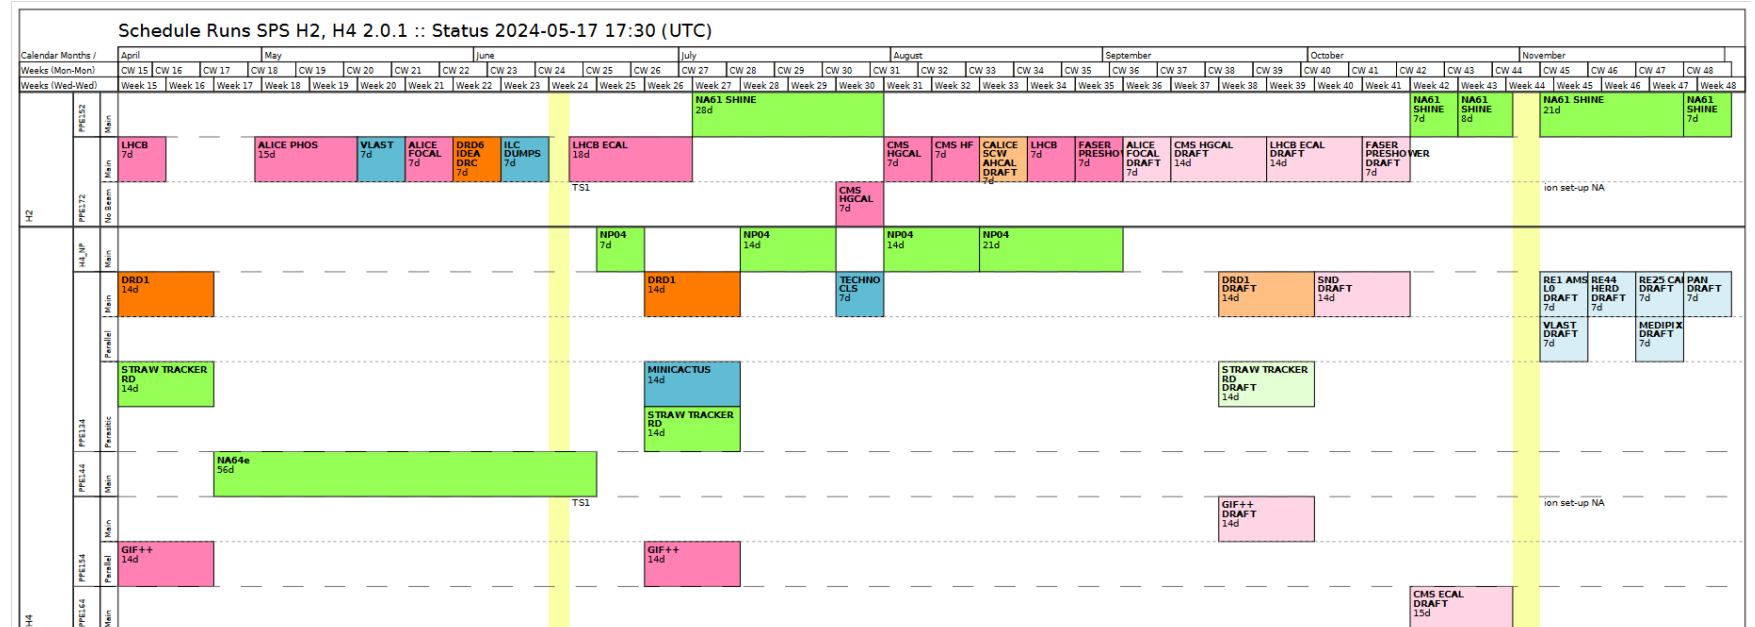 Schedule Runs SPS H2, H4 2.0.1 :: Status 2024-05-17 17:30 (UTC)
Calendar Months / April May June July August September October November
Weeks (Mon-Mon) CW 15 CW 16 CW 17 CW 18 CW 19 CW 20 CW 21 CW 22 CW 23 CW 24 CW 25 CW 26 CW 27 CW 28 CW 29 CW 30 CW 31 CW 32 CW 33 CW 34 CW 35 CW 36 CW 37 CW 38 CW 39 CW 40 CW 41 CW 42 CW 43 CW 44 CW 45 CW 46 CW 47 CW 48
Weeks (Wed-Wed) Week 15 Week 16 Week 17 Week 18 Week 19 Week 20 Week 21 Week 22 Week 23 Week 24 Week 25 Week 26 Week 27 Week 28 Week 29 Week 30 Week 31 Week 32 Week 33 Week 34 Week 35 Week 36 Week 37 Week 38 Week 39 Week 40 Week 41 Week 42 Week 43 Week 44 Week 45 Week 46 Week 47 Week 48
H2
PPE152
Main
NA61 SHINE
28d
NA61
SHINE
7d
NA61
SHINE
8d
NA61 SHINE
21d
NA61
SHINE
7d
PPE172
Main
LHCB
7d
ALICE PHOS
15d
VLAST
7d
ALICE
FOCAL
7d
DRD6
IDEA
DRC
7d
ILC
DUMPS
7d
LHCB ECAL
18d
CMS
HGCAL
7d
CMS HF
7d
CALICE
SCW
AHCAL
DRAFT
7d
LHCB
7d
FASER
PRESHO
7d
ALICE
FOCAL
DRAFT
7d
CMS HGCAL
DRAFT
14d
LHCB ECAL
DRAFT
14d
FASER
PRESHOWER
DRAFT
7d
No Beam
TS1
CMS
HGCAL
7d
ion set-up NA
H4
H4_NP
Main
NP04
7d
NP04
14d
NP04
14d
NP04
21d
PPE134
Main
DRD1
14d
DRD1
14d
TECHNO
CLS
7d
DRD1
DRAFT
14d
SND
DRAFT
14d
RE1 AMS
L0
DRAFT
7d
RE44
HERD
DRAFT
7d
RE25 CAL
DRAFT
7d
PAN
DRAFT
7d
Parallel
VLAST
DRAFT
7d
MEDIPIX
DRAFT
7d
Parasitic
STRAW TRACKER
RD
14d
MINICACTUS
14d
STRAW TRACKER
RD
14d
STRAW TRACKER
RD
DRAFT
14d
PPE144
Main
NA64e
56d
PPE154
Main
TS1
GIF++
DRAFT
14d
ion set-up NA
Parallel
GIF++
14d
GIF++
14d
PPE164
Main
CMS ECAL
DRAFT
15d